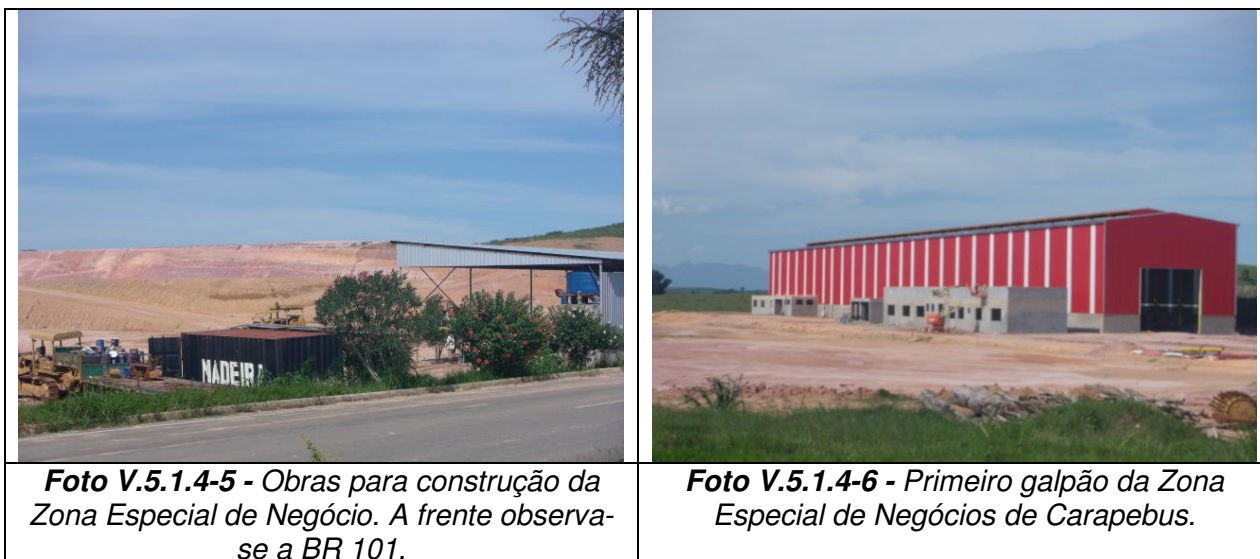 MADEIRA
Foto V.5.1.4-5 - Obras para construção da
Zona Especial de Negócio. A frente observa-
se a BR 101.
Foto V.5.1.4-6 - Primeiro galpão da Zona
Especial de Negócios de Carapebus.